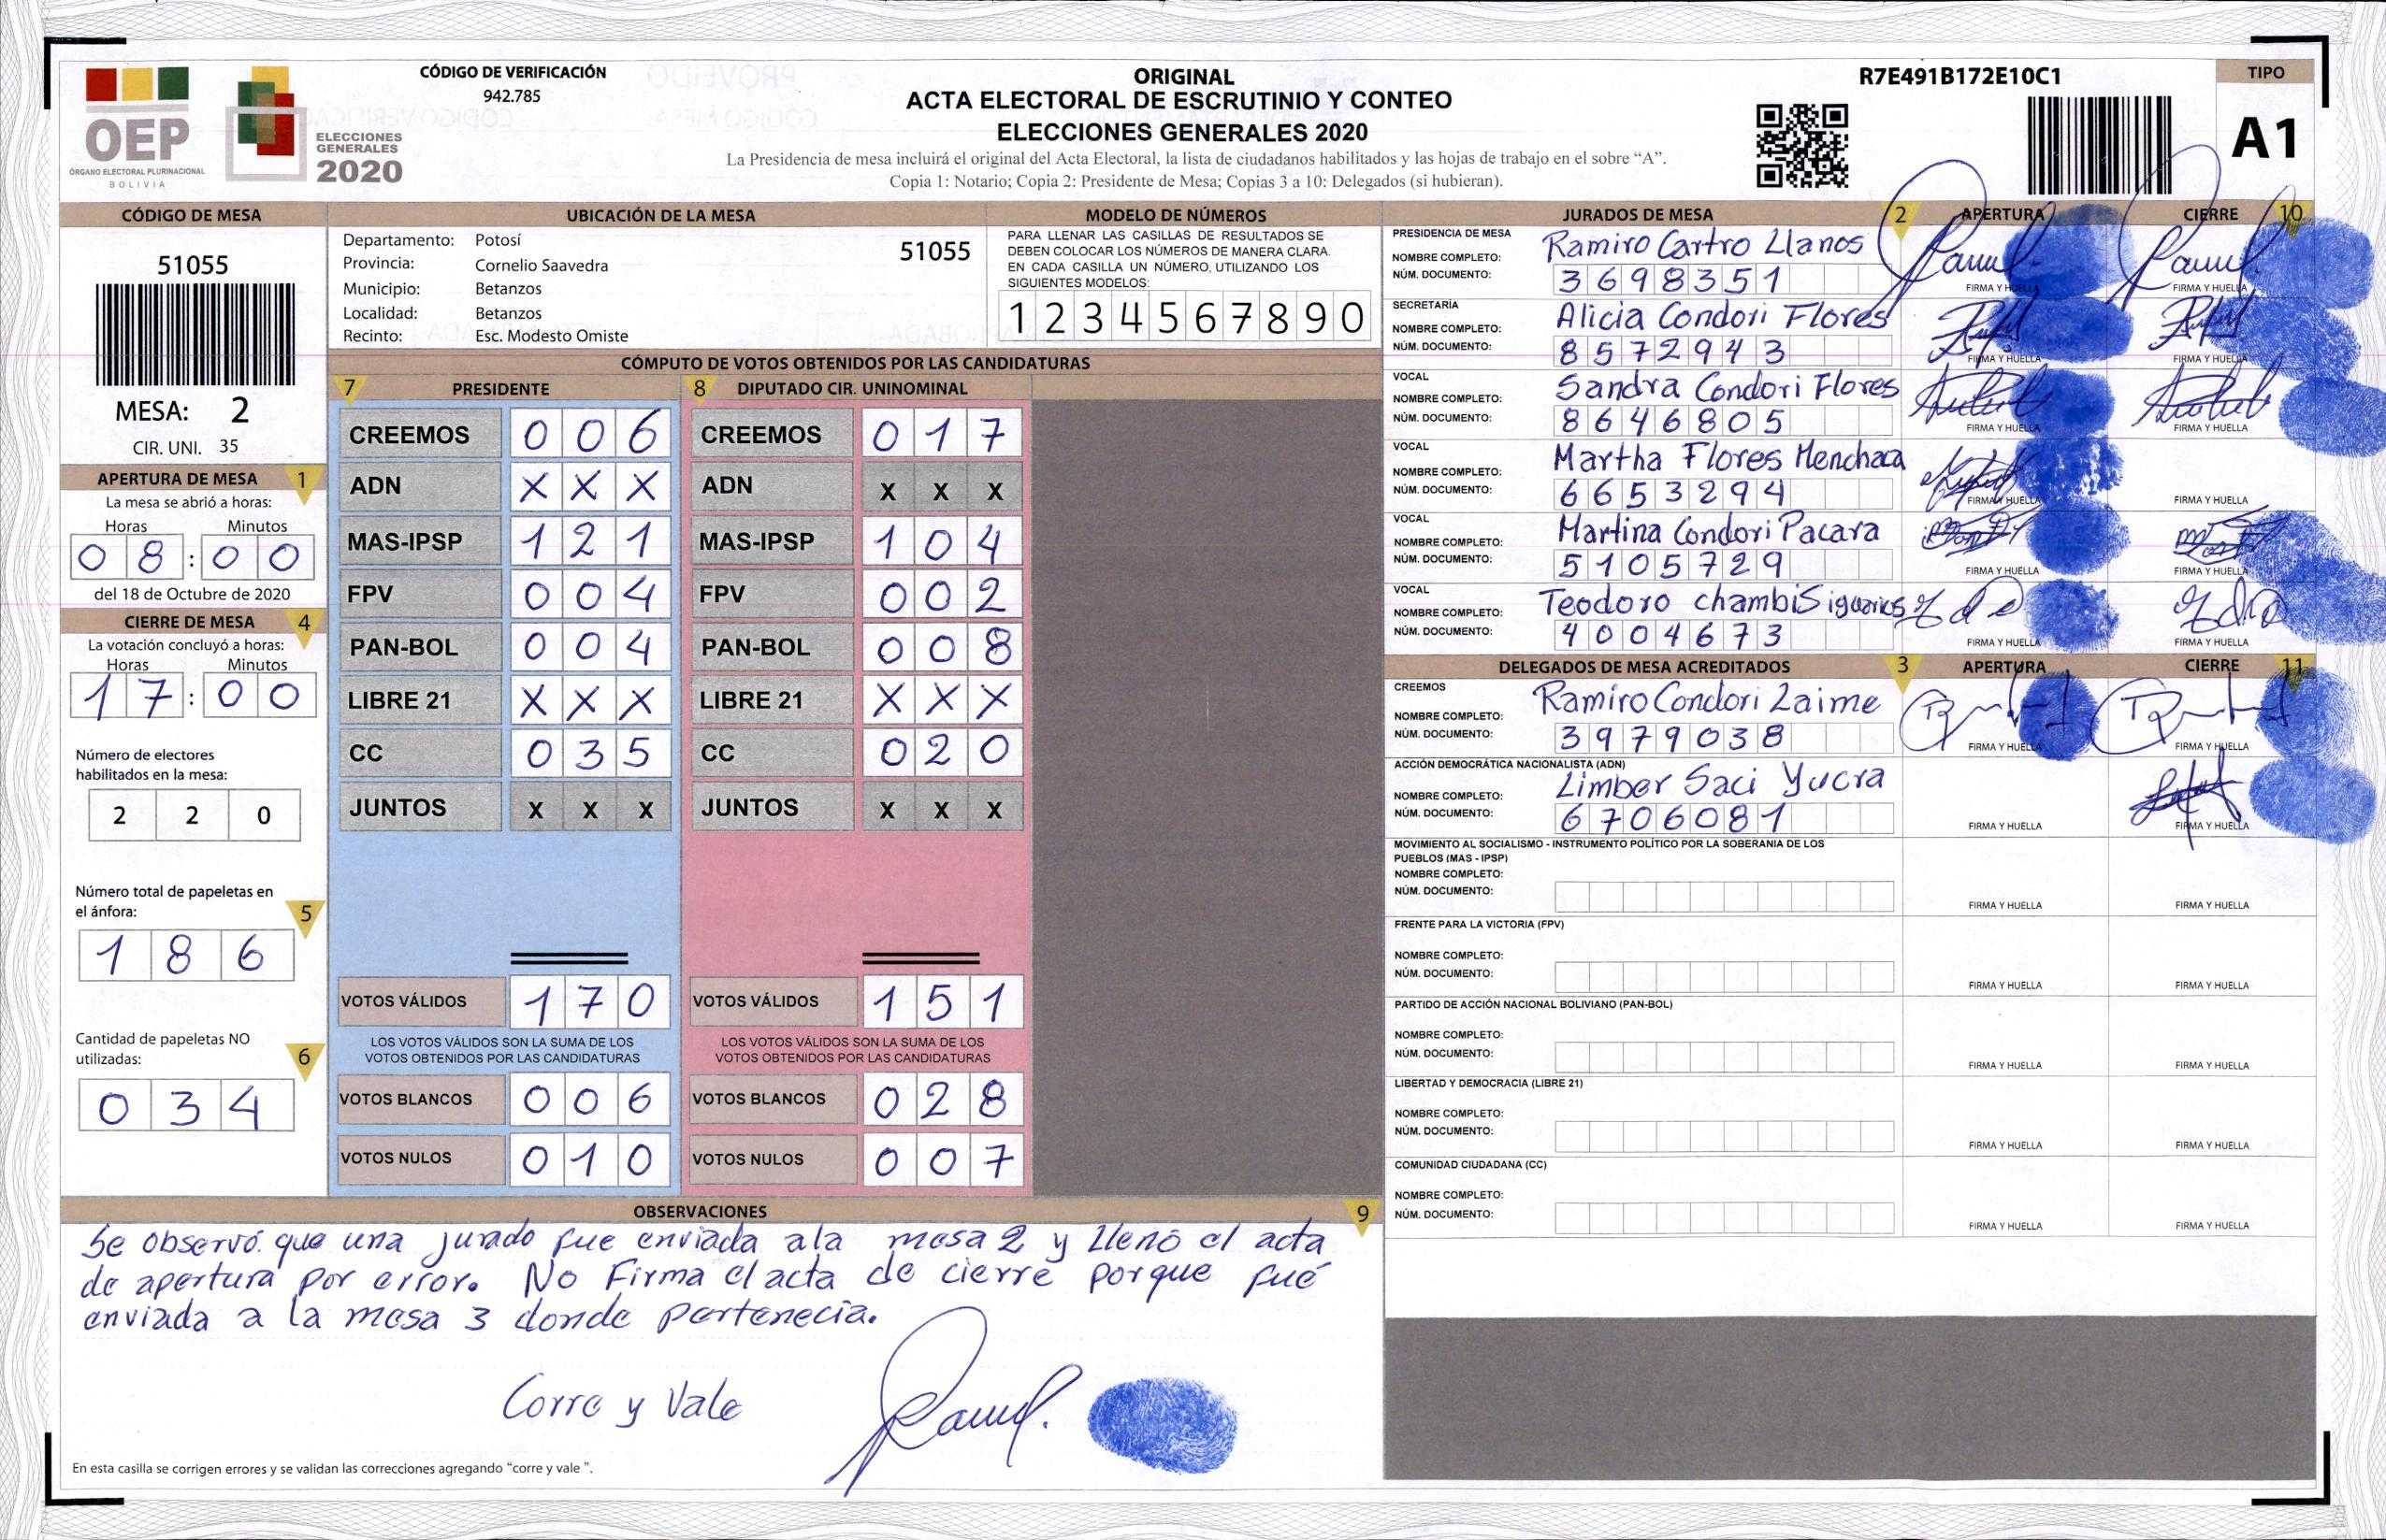 OEP
ÓRGANO ELECTORAL PLURINACIONAL
BOLIVIA
ELECCIONES
GENERALES
2020
CÓDIGO DE VERIFICACIÓN
942.785
ORIGINAL
ACTA ELECTORAL DE ESCRUTINIO Y CONTEO
ELECCIONES GENERALES 2020
La Presidencia de mesa incluirá el original del Acta Electoral, la lista de ciudadanos habilitados y las hojas de trabajo en el sobre “A”.
Copia 1: Notario; Copia 2: Presidente de Mesa; Copias 3 a 10: Delegados (si hubieran).
R7E491B172E10C1
TIPO
A1
CÓDIGO DE MESA
51055
MESA: 2
CIR. UNI. 35
APERTURA DE MESA 1
La mesa se abrió a horas:
Horas Minutos
08:00
del 18 de Octubre de 2020
CIERRE DE MESA 4
La votación concluyó a horas:
Horas Minutos
17:00
Número de electores
habilitados en la mesa:
220
Número total de papeletas en
el ánfora: 5
186
Cantidad de papeletas NO
utilizadas: 6
034
UBICACIÓN DE LA MESA
Departamento: Potosí 51055
Provincia: Cornelio Saavedra
Municipio: Betanzos
Localidad: Betanzos
Recinto: Esc. Modesto Omiste
MODELO DE NÚMEROS
PARA LLENAR LAS CASILLAS DE RESULTADOS SE
DEBEN COLOCAR LOS NÚMEROS DE MANERA CLARA.
EN CADA CASILLA UN NÚMERO, UTILIZANDO LOS
SIGUIENTES MODELOS:
1 2 3 4 5 6 7 8 9 0
CÓMPUTO DE VOTOS OBTENIDOS POR LAS CANDIDATURAS
7 PRESIDENTE
CREEMOS 006
ADN XXX
MAS-IPSP 121
FPV 004
PAN-BOL 004
LIBRE 21 XXX
CC 035
JUNTOS X X X
VOTOS VÁLIDOS 170
LOS VOTOS VÁLIDOS SON LA SUMA DE LOS
VOTOS OBTENIDOS POR LAS CANDIDATURAS
VOTOS BLANCOS 006
VOTOS NULOS 010
8 DIPUTADO CIR. UNINOMINAL
CREEMOS 017
ADN X X X
MAS-IPSP 104
FPV 002
PAN-BOL 008
LIBRE 21 XXX
CC 020
JUNTOS X X X
VOTOS VÁLIDOS 151
LOS VOTOS VÁLIDOS SON LA SUMA DE LOS
VOTOS OBTENIDOS POR LAS CANDIDATURAS
VOTOS BLANCOS 028
VOTOS NULOS 007
OBSERVACIONES 9
Se observó que una jurado fue enviada ala mesa 2 y Llenó el acta
de apertura por error. No Firma el acta de cierre porque fué
enviada a la mesa 3 donde pertenecía.
Corre y Vale
En esta casilla se corrigen errores y se validan las correcciones agregando “corre y vale ”.
JURADOS DE MESA 2 APERTURA CIERRE 10
PRESIDENCIA DE MESA
NOMBRE COMPLETO: Ramiro Cartro Llanos
NÚM. DOCUMENTO: 3698351
FIRMA Y HUELLA FIRMA Y HUELLA
SECRETARÍA
NOMBRE COMPLETO: Alicia Condori Flores
NÚM. DOCUMENTO: 8572943
FIRMA Y HUELLA FIRMA Y HUELLA
VOCAL
NOMBRE COMPLETO: Sandra Condori Flores
NÚM. DOCUMENTO: 8646805
FIRMA Y HUELLA FIRMA Y HUELLA
VOCAL
NOMBRE COMPLETO: Martha Flores Menchaca
NÚM. DOCUMENTO: 6653294
FIRMA Y HUELLA FIRMA Y HUELLA
VOCAL
NOMBRE COMPLETO: Martina Condori Pacara
NÚM. DOCUMENTO: 5105729
FIRMA Y HUELLA FIRMA Y HUELLA
VOCAL
NOMBRE COMPLETO: Teodoro chambi
NÚM. DOCUMENTO: 4004673
FIRMA Y HUELLA FIRMA Y HUELLA
DELEGADOS DE MESA ACREDITADOS 3 APERTURA CIERRE 11
CREEMOS
NOMBRE COMPLETO: Ramiro Condori Laime
NÚM. DOCUMENTO: 3979038
FIRMA Y HUELLA FIRMA Y HUELLA
ACCIÓN DEMOCRÁTICA NACIONALISTA (ADN)
NOMBRE COMPLETO: Limber Saci Yucra
NÚM. DOCUMENTO: 6706081
FIRMA Y HUELLA FIRMA Y HUELLA
MOVIMIENTO AL SOCIALISMO - INSTRUMENTO POLÍTICO POR LA SOBERANIA DE LOS
PUEBLOS (MAS - IPSP)
NOMBRE COMPLETO:
NÚM. DOCUMENTO:
FIRMA Y HUELLA FIRMA Y HUELLA
FRENTE PARA LA VICTORIA (FPV)
NOMBRE COMPLETO:
NÚM. DOCUMENTO:
FIRMA Y HUELLA FIRMA Y HUELLA
PARTIDO DE ACCIÓN NACIONAL BOLIVIANO (PAN-BOL)
NOMBRE COMPLETO:
NÚM. DOCUMENTO:
FIRMA Y HUELLA FIRMA Y HUELLA
LIBERTAD Y DEMOCRACIA (LIBRE 21)
NOMBRE COMPLETO:
NÚM. DOCUMENTO:
FIRMA Y HUELLA FIRMA Y HUELLA
COMUNIDAD CIUDADANA (CC)
NOMBRE COMPLETO:
NÚM. DOCUMENTO:
FIRMA Y HUELLA FIRMA Y HUELLA